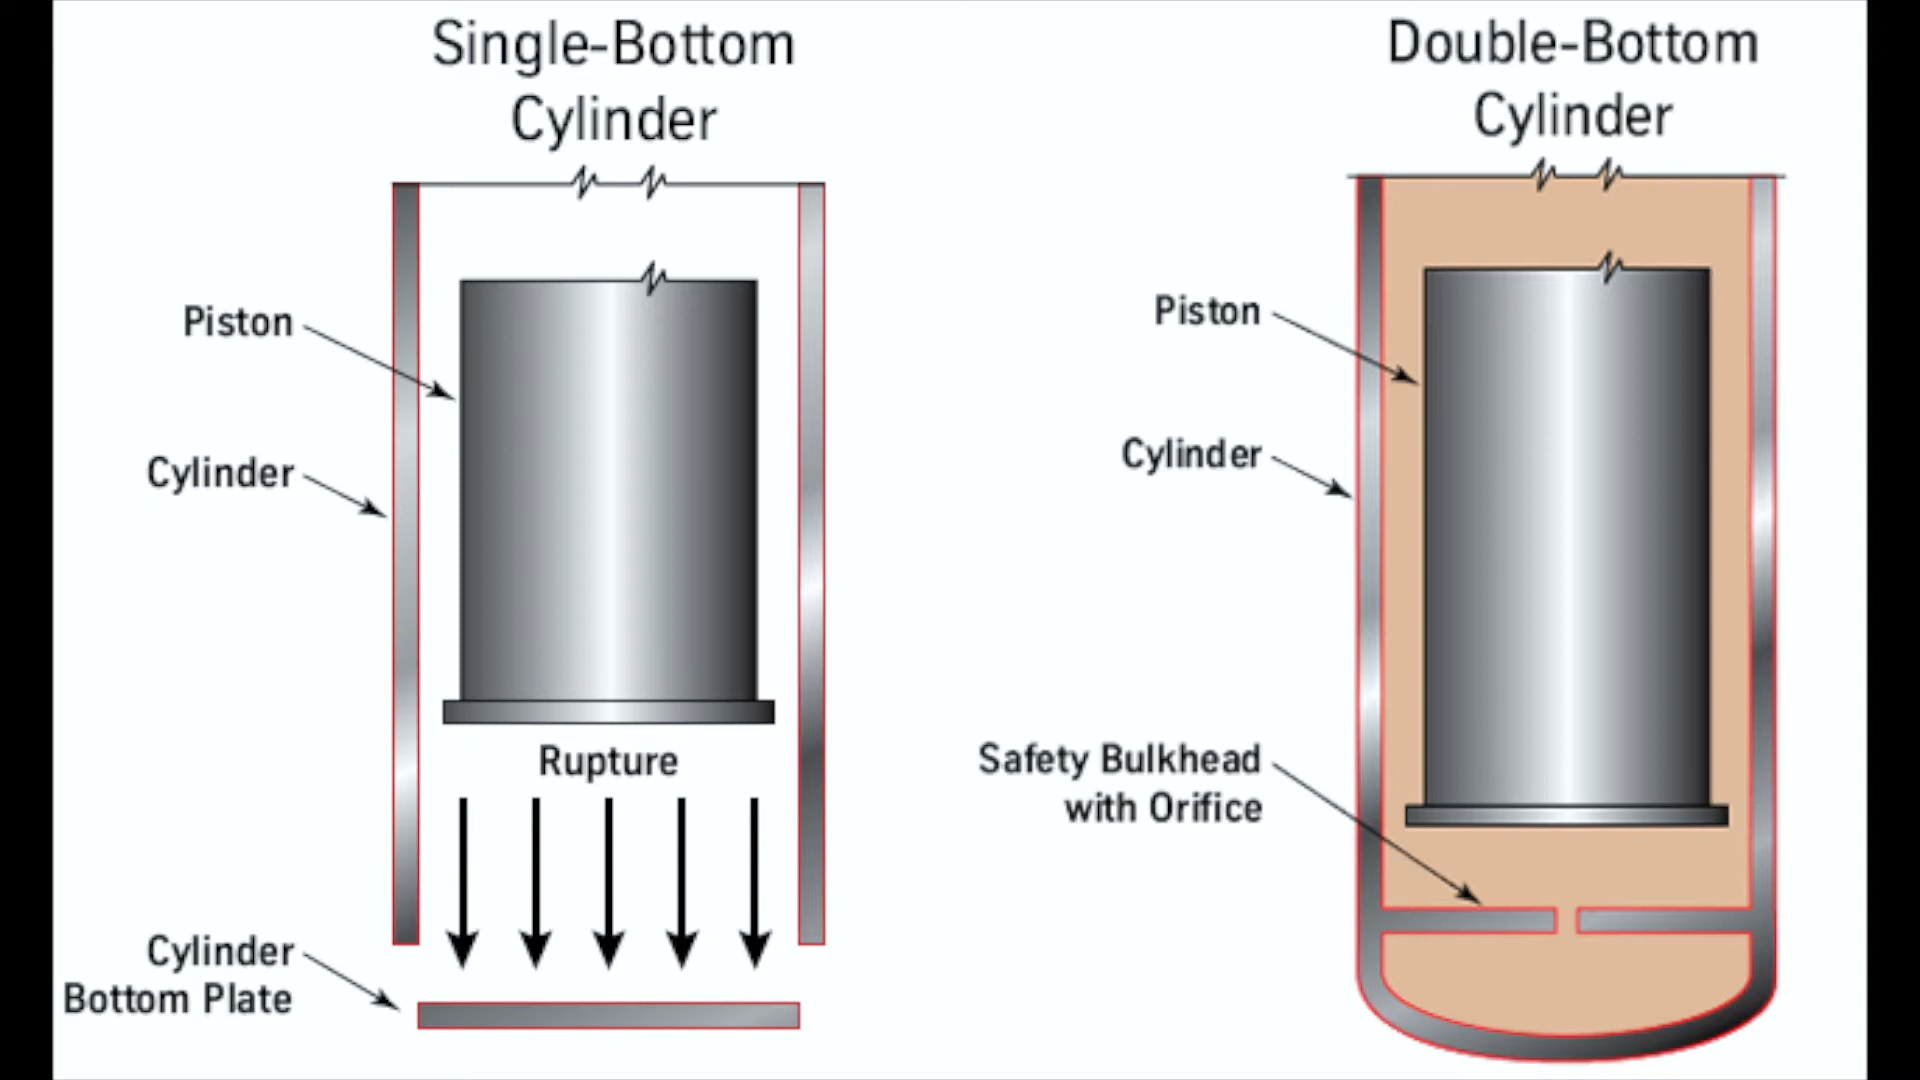 Single-Bottom
Cylinder
Piston
Cylinder
Rupture
Cylinder
Bottom Plate
Double-Bottom
Cylinder
Piston
Cylinder
Safety Bulkhead
with Orifice